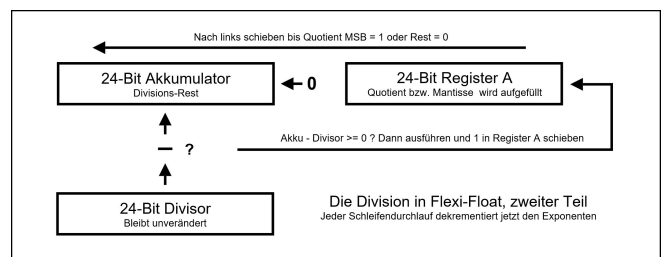 Nach links schieben bis Quotient MSB = 1 oder Rest = 0
24-Bit Akkumulator
Divisions-Rest
0
24-Bit Register A
Quotient bzw. Mantisse wird aufgefüllt
Akku - Divisor >= 0 ? Dann ausführen und 1 in Register A schieben
– ?
24-Bit Divisor
Bleibt unverändert
Die Division in Flexi-Float, zweiter Teil
Jeder Schleifendurchlauf dekrementiert jetzt den Exponenten